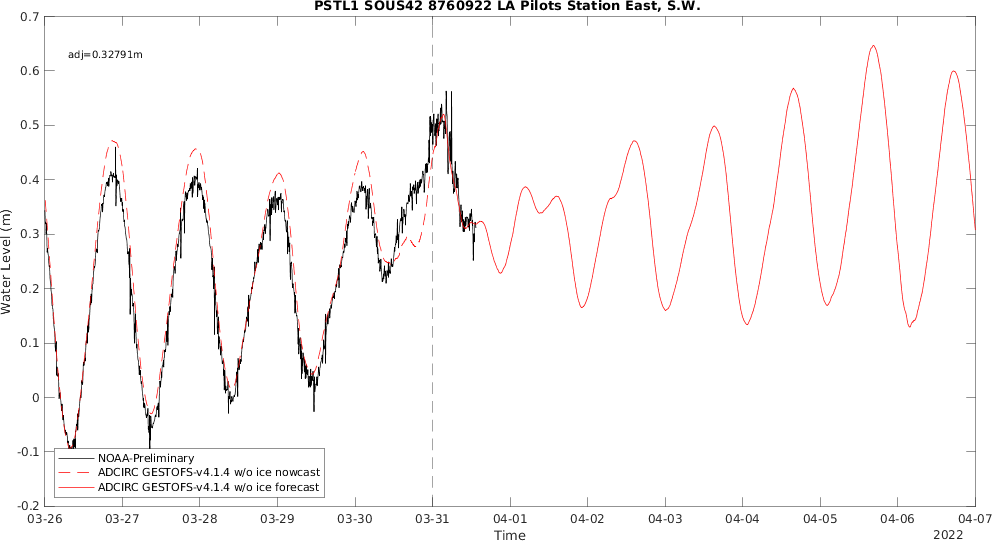 PSTL1 SOUS42 8760922 LA Pilots Station East, S.W.
adj=0.32791m
0.7
0.6
0.5
0.4
0.3
0.2
0.1
0
-0.1
-0.2
Water Level (m)
NOAA-Preliminary
ADCIRC GESTOFS-v4.1.4 w/o ice nowcast
ADCIRC GESTOFS-v4.1.4 w/o ice forecast
03-26 03-27 03-28 03-29 03-30 03-31 04-01 04-02 04-03 04-04 04-05 04-06 04-07
Time
2022